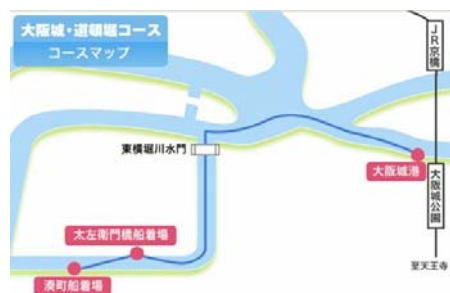 大阪城・道頓堀コース
コースマップ
JR京橋
東横堀川水門
大阪城港
大阪城公園
太左衛門橋船着場
湊町船着場
至天王寺